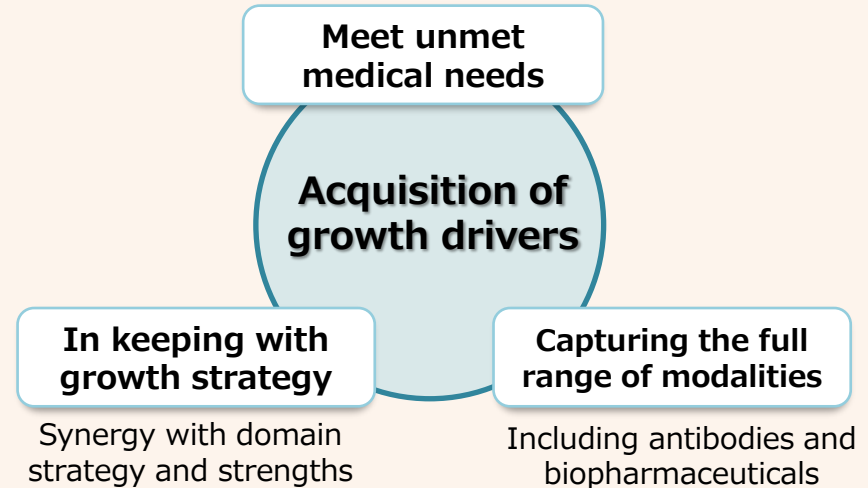 Meet unmet
medical needs
Acquisition of
growth drivers
In keeping with
growth strategy
Synergy with domain
strategy and strengths
Capturing the full
range of modalities
Including antibodies and
biopharmaceuticals